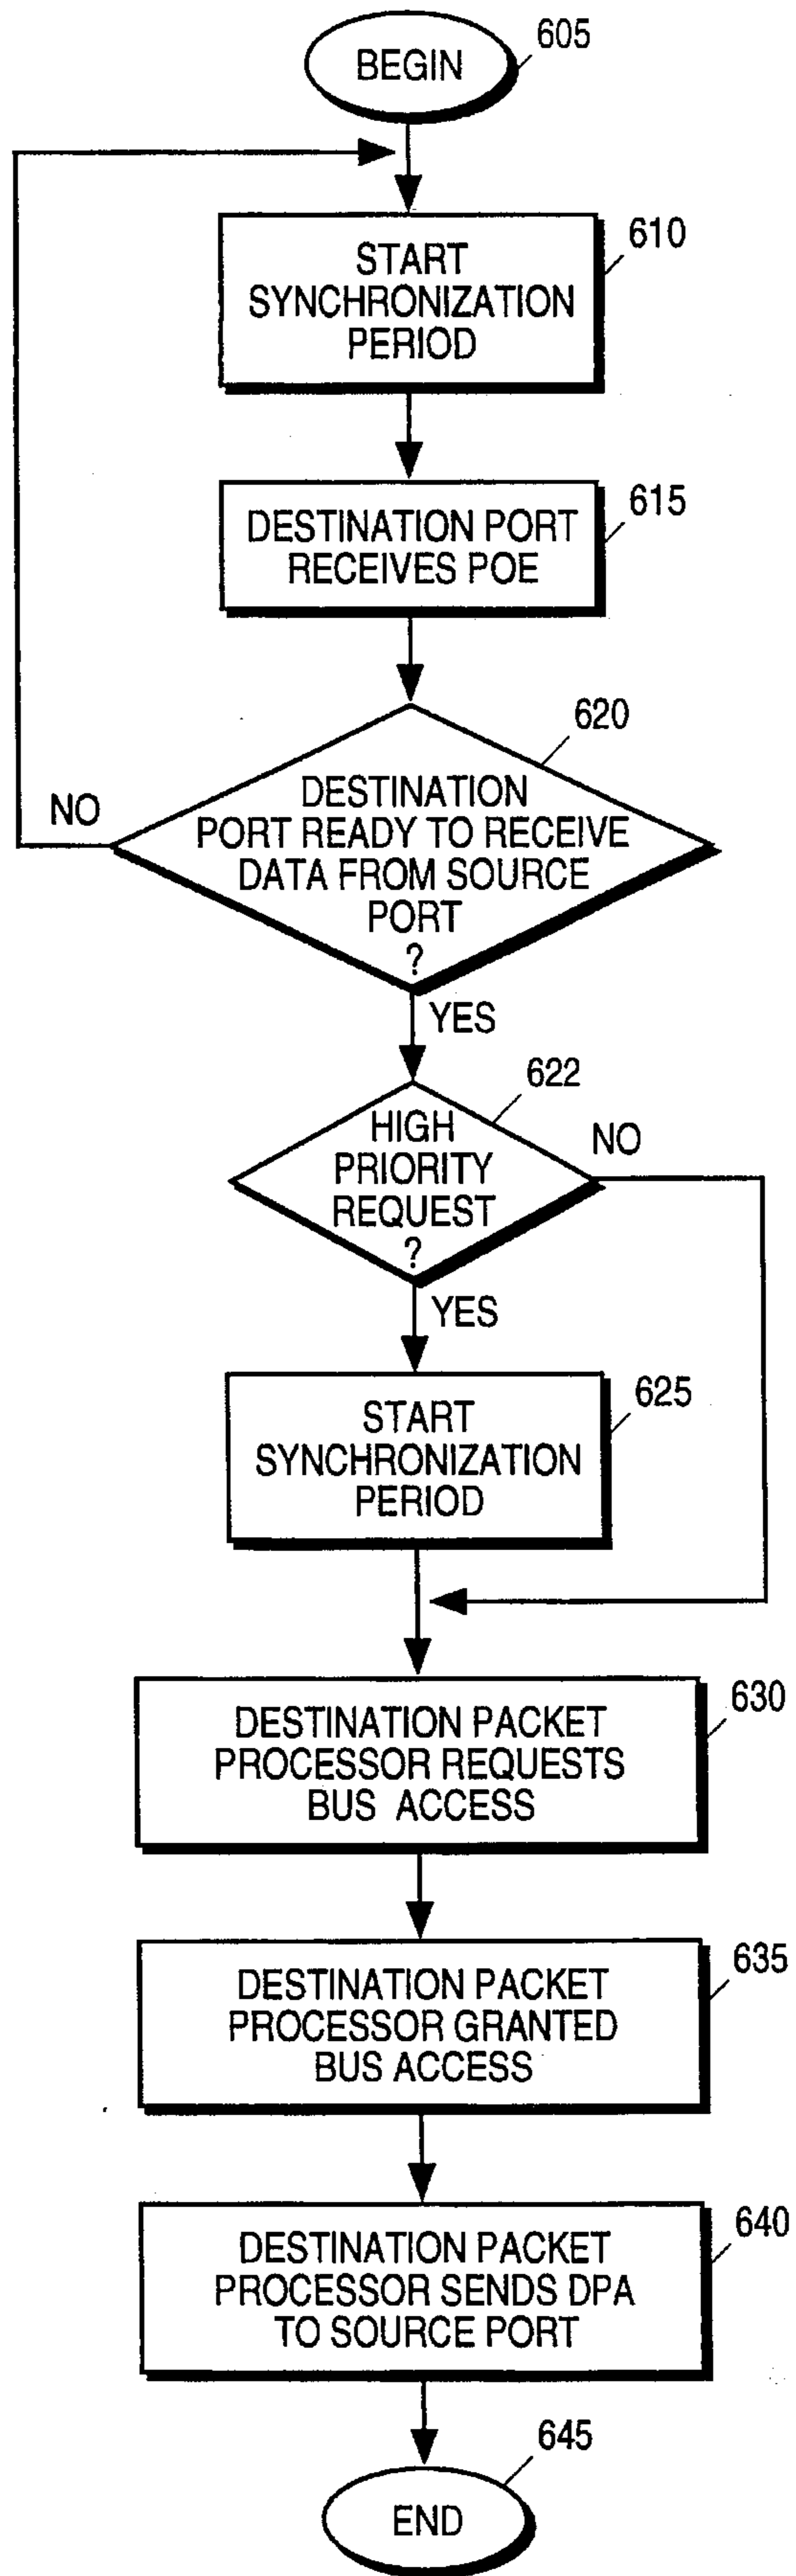 BEGIN
605
610
START
SYNCHRONIZATION
PERIOD
615
DESTINATION PORT
RECEIVES POE
620
DESTINATION
PORT READY TO RECEIVE
DATA FROM SOURCE
PORT
?
NO
YES
622
HIGH
PRIORITY
REQUEST
?
NO
YES
625
START
SYNCHRONIZATION
PERIOD
630
DESTINATION PACKET
PROCESSOR REQUESTS
BUS ACCESS
635
DESTINATION PACKET
PROCESSOR GRANTED
BUS ACCESS
640
DESTINATION PACKET
PROCESSOR SENDS DPA
TO SOURCE PORT
645
END